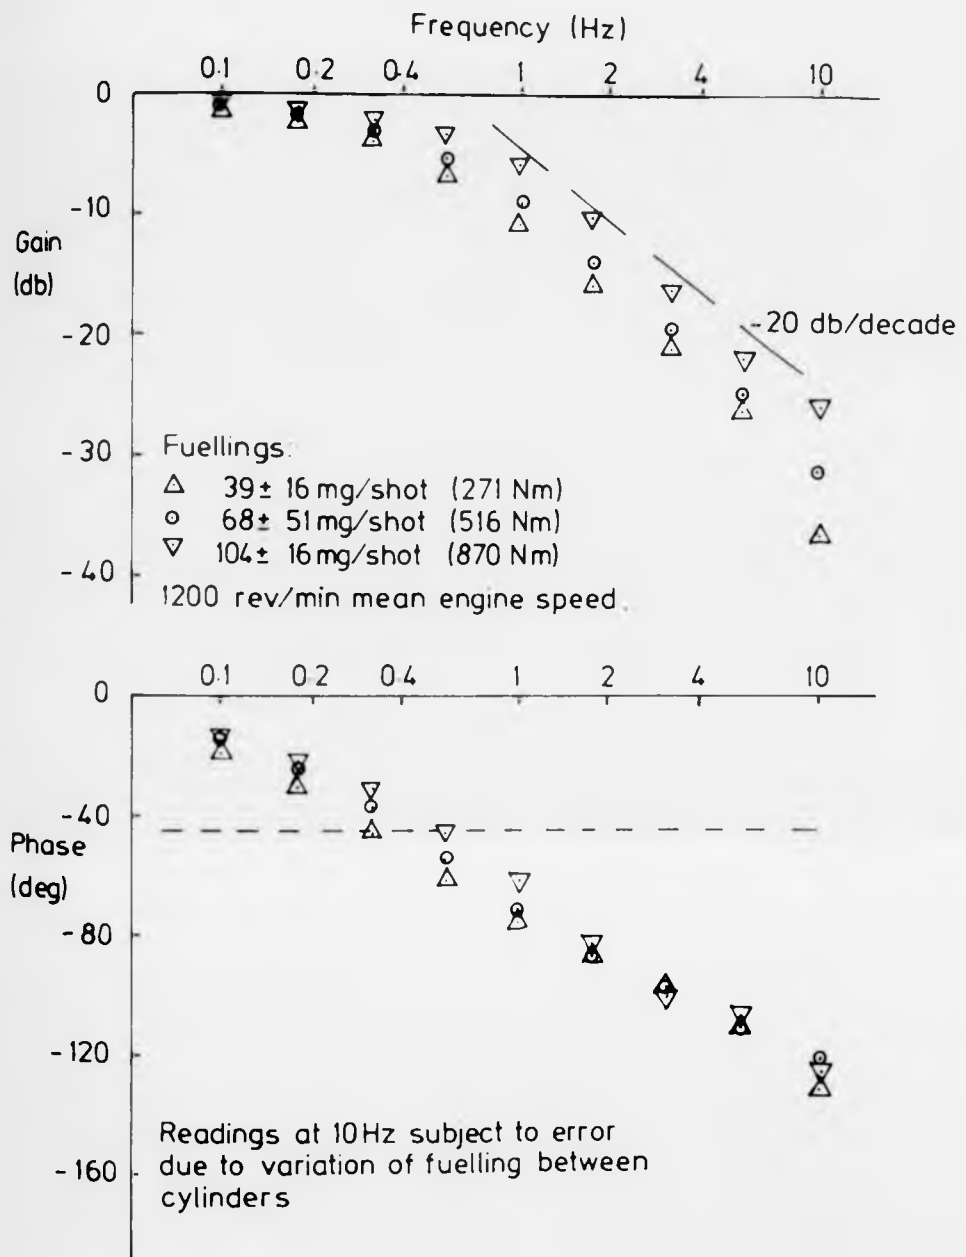 Frequency (Hz)
0·1 0·2 0·4 1 2 4 10
0
-10
Gain
(db)
-20
-20 db/decade
-30
Fuellings:
△ 39± 16 mg/shot (271 Nm)
⊙ 68± 51 mg/shot (516 Nm)
▽ 104± 16 mg/shot (870 Nm)
-40
1200 rev/min mean engine speed.
0·1 0·2 0·4 1 2 4 10
0
-40
Phase
(deg)
-80
-120
Readings at 10Hz subject to error
due to variation of fuelling between
-160
cylinders